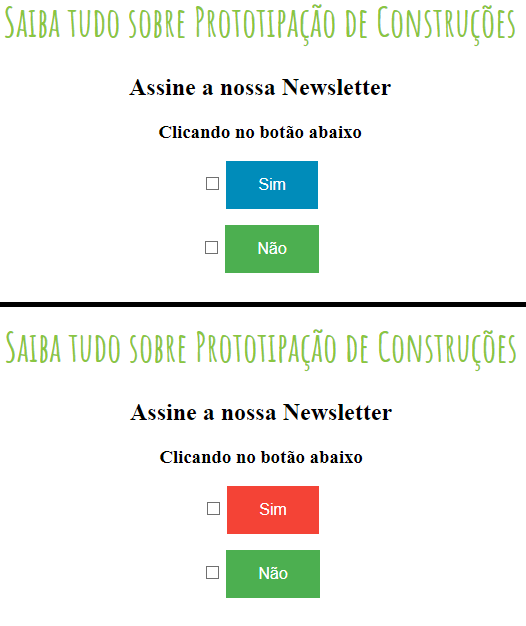 Saiba tudo sobre Prototipação de Construções
Assine a nossa Newsletter
Clicando no botão abaixo
Sim
Não
Saiba tudo sobre Prototipação de Construções
Assine a nossa Newsletter
Clicando no botão abaixo
Sim
Não